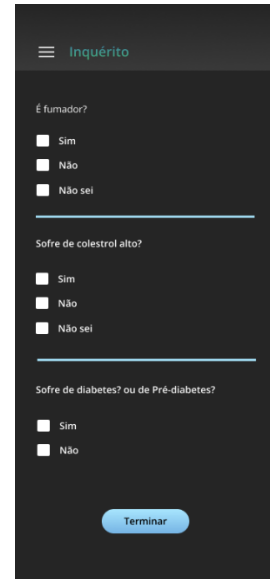 Inquérito
É fumador?
Sim
Não
Não sei
Sofre de colestrol alto?
Sim
Não
Não sei
Sofre de diabetes? ou de Pré-diabetes?
Sim
Não
Terminar